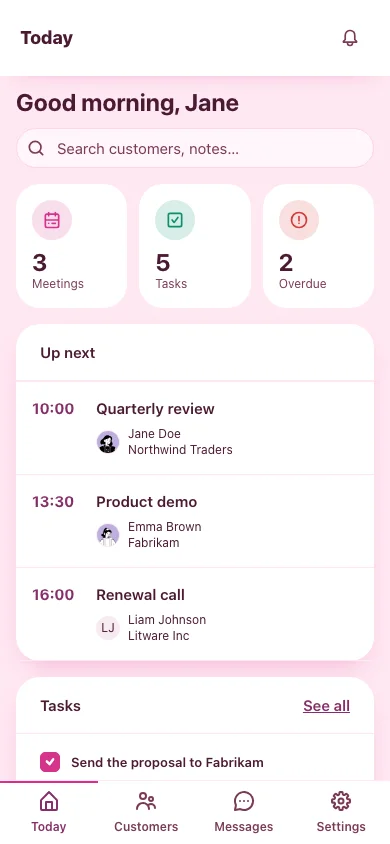 Today
Good morning, Jane
Search customers, notes...
3
Meetings
5
Tasks
2
Overdue
Up next
10:00
Quarterly review
Jane Doe
Northwind Traders
13:30
Product demo
Emma Brown
Fabrikam
16:00
Renewal call
LJ
Liam Johnson
Litware Inc
Tasks
See all
Send the proposal to Fabrikam
Today
Customers
Messages
Settings